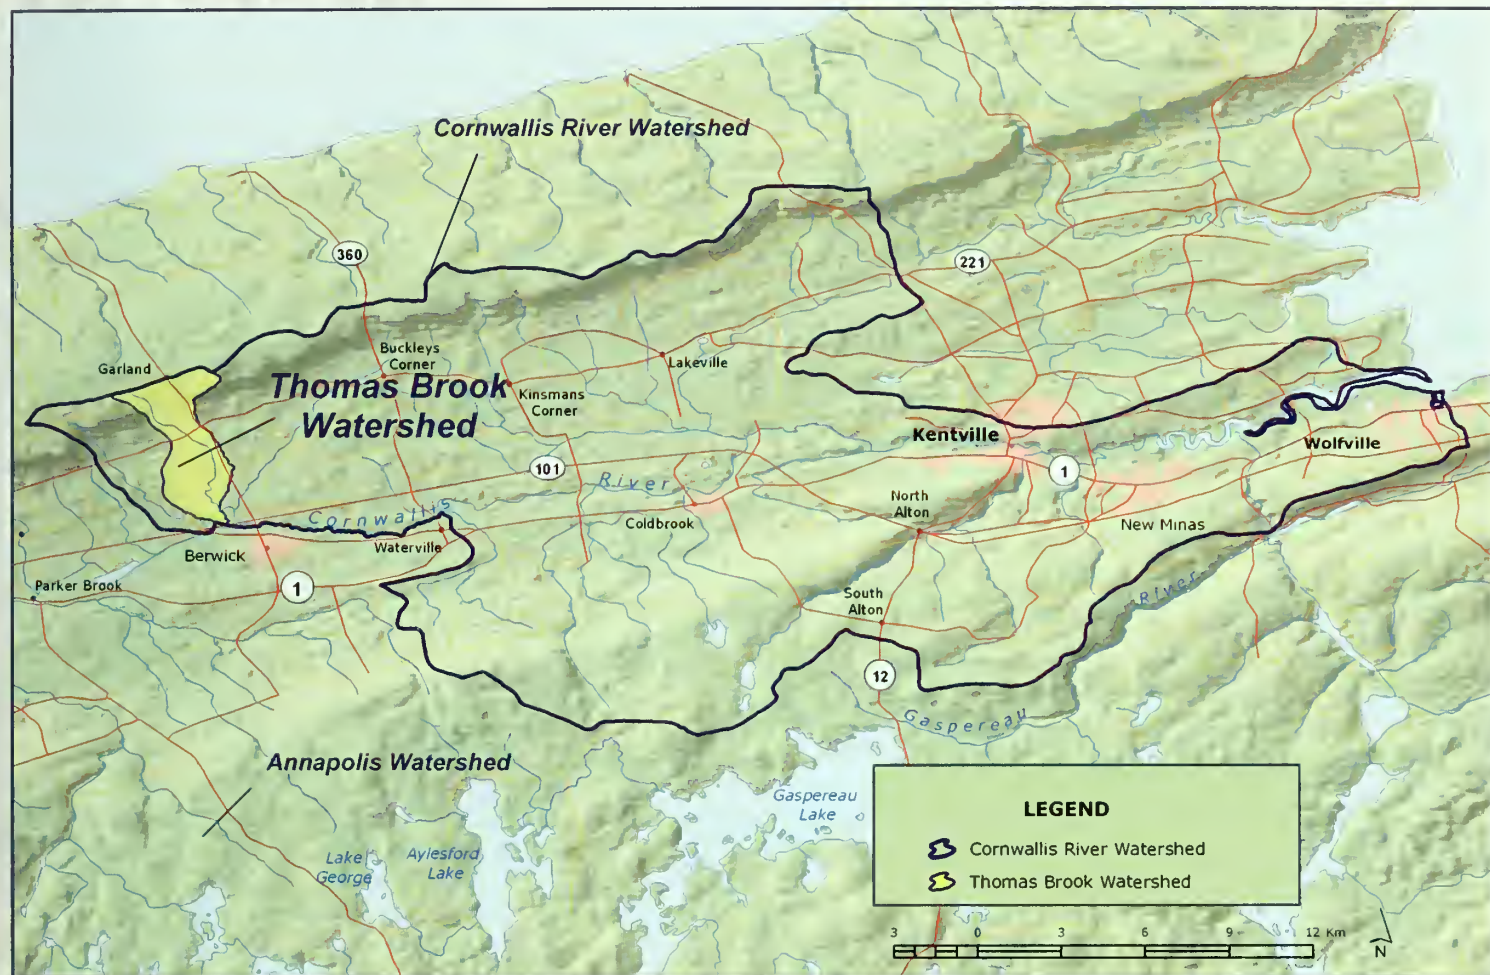 Cornwallis River Watershed
360
221
Buckleys
Corner
Garland
Lakeville
Thomas Brook
Watershed
Kinsmans
Corner
Kentville
Wolfville
101
1
River
Cornwallis
North
Alton
Coldbrook
New Minas
Waterville
Berwick
Parker Brook
1
South
Alton
River
12
Gaspereau
Annapolis Watershed
Gaspereau
Lake
Lake
George
Aylesford
Lake
LEGEND
Cornwallis River Watershed
Thomas Brook Watershed
3 0 3 6 9 12 Km
N